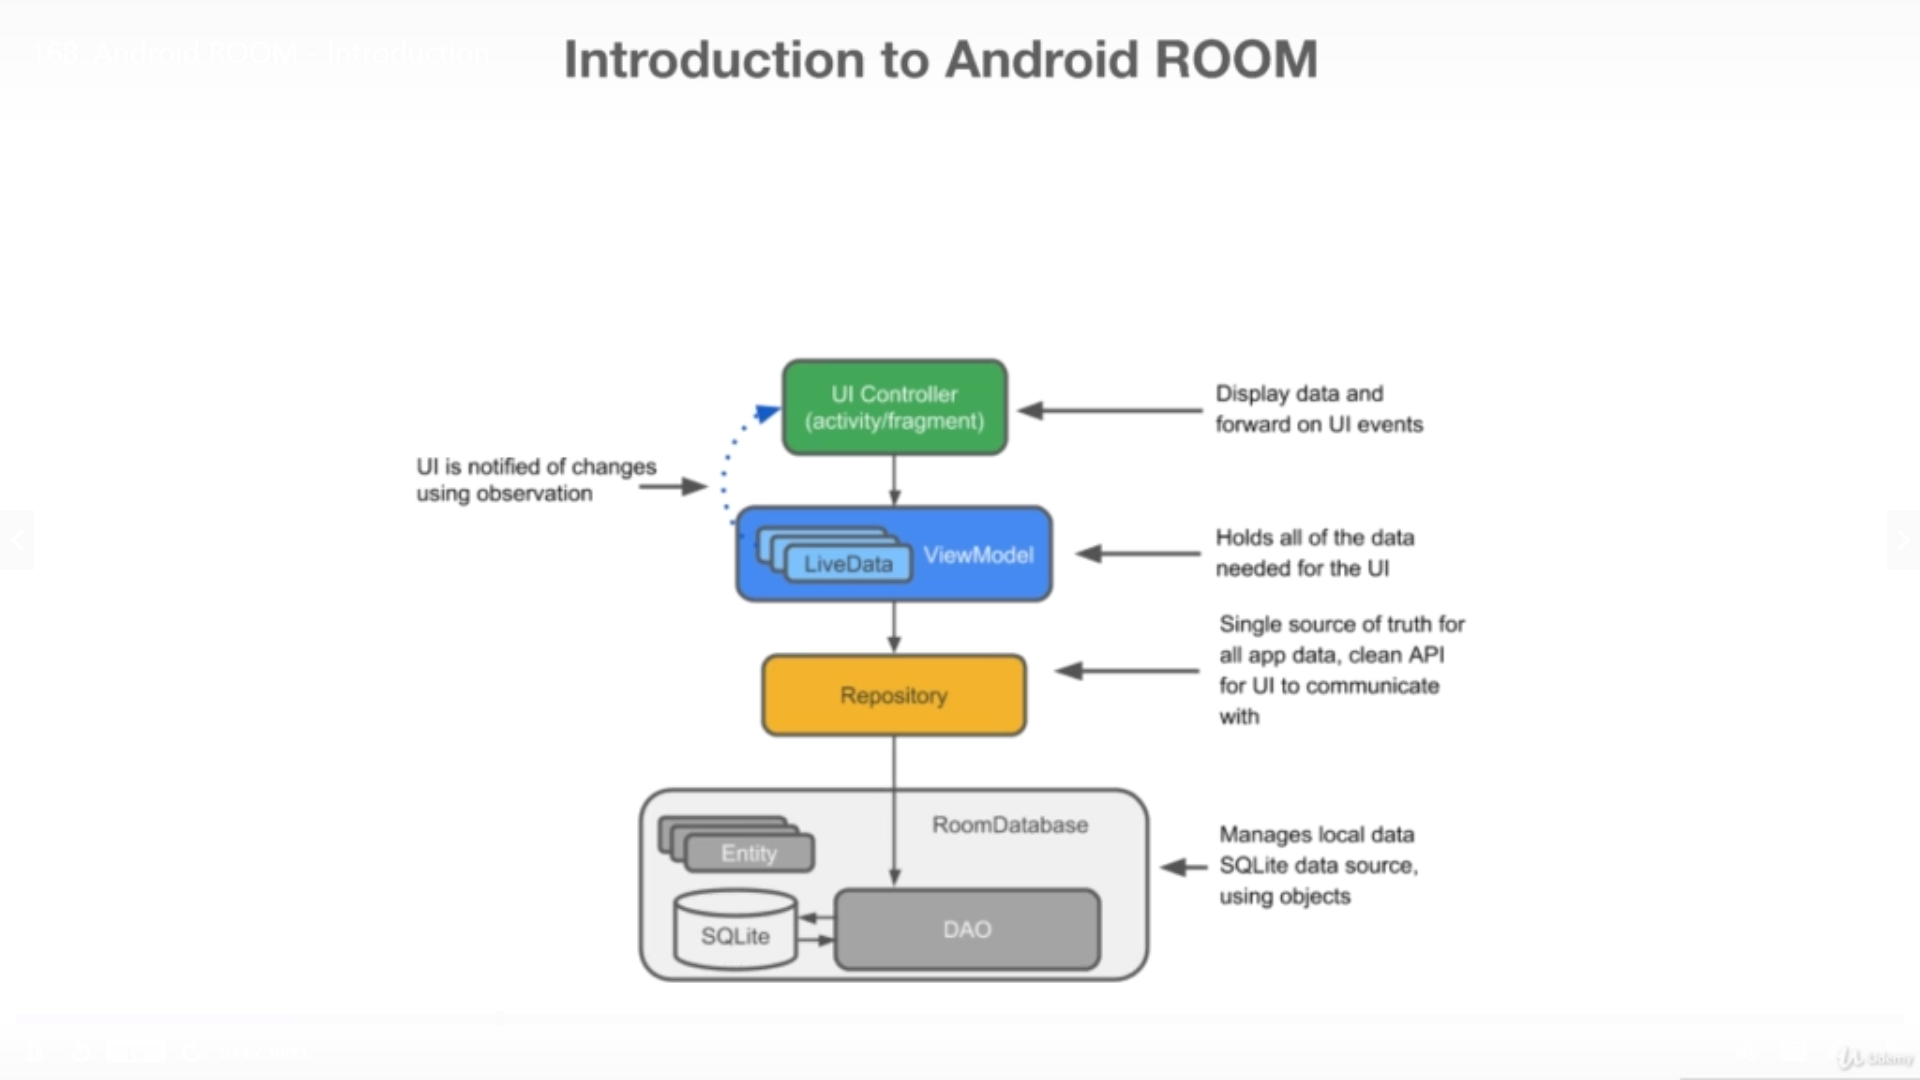 168. Android ROOM - Introduction
Introduction to Android ROOM
UI Controller
(activity/fragment)
Display data and
forward on UI events
UI is notified of changes
using observation
LiveData
ViewModel
Holds all of the data
needed for the UI
Single source of truth for
all app data, clean API
for UI to communicate
with
Repository
RoomDatabase
Entity
SQLite
DAO
Manages local data
SQLite data source,
using objects
Udemy